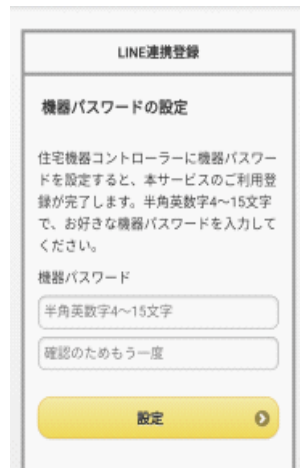 LINE連携登録
機器パスワードの設定
住宅機器コントローラーに機器パスワー
ドを設定すると、本サービスのご利用登
録が完了します。半角英数字4～15文字
で、お好きな機器パスワードを入力して
ください。
機器パスワード
半角英数字4～15文字
確認のためもう一度
設定